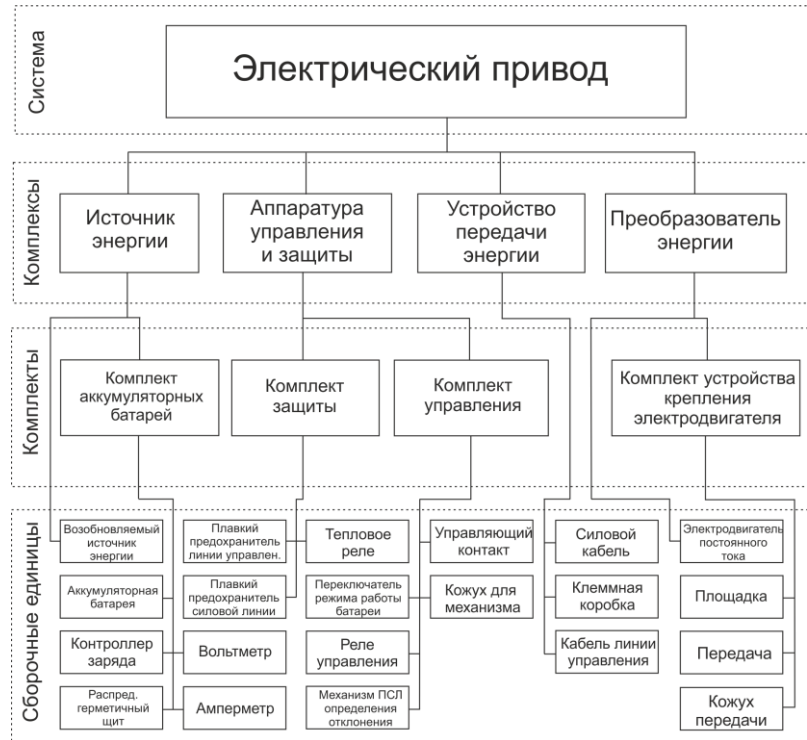 Система
Электрический привод
Комплексы
Источник
энергии
Аппаратура
управления
и защиты
Устройство
передачи
энергии
Преобразователь
энергии
Комплекты
Комплект
аккумуляторных
батарей
Комплект
защиты
Комплект
управления
Комплект устройства
крепления
электродвигателя
Сборочные единицы
Возобновляемый
источник
энергии
Плавкий
предохранитель
линии управлен.
Тепловое
реле
Управляющий
контакт
Силовой
кабель
Электродвигатель
постоянного
тока
Аккумуляторная
батарея
Плавкий
предохранитель
силовой линии
Переключатель
режима работы
батареи
Кожух для
механизма
Клеммная
коробка
Площадка
Контроллер
заряда
Вольтметр
Реле
управления
Кабель линии
управления
Передача
Распред.
герметичный
щит
Амперметр
Механизм ПСЛ
определения
отклонения
Кожух
передачи